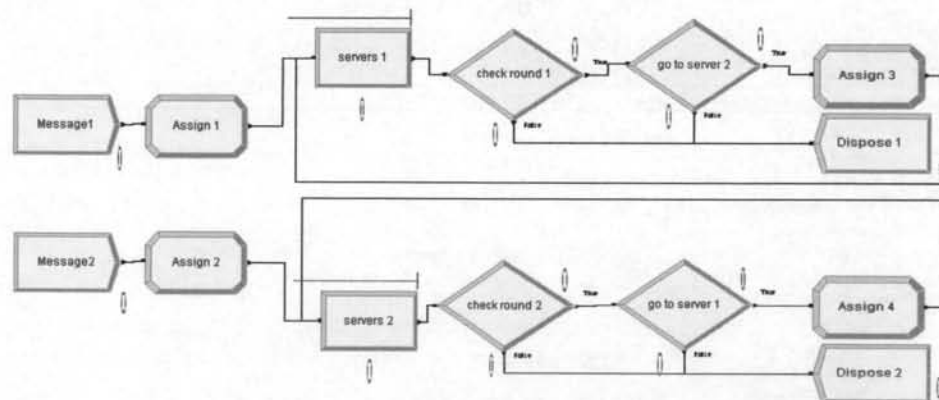 servers 1
check round 1
True
go to server 2
True
Assign 3
Message1
Assign 1
False
False
Dispose 1
Message2
Assign 2
servers 2
check round 2
True
go to server 1
True
Assign 4
False
False
Dispose 2